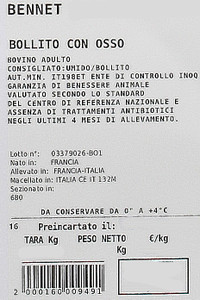 BENNET
BOLLITO CON OSSO
BOVINO ADULTO
CONSIGLIATO:UMIDO/BOLLITO
AUT.MIN. IT198ET ENTE DI CONTROLLO INOQ
GARANZIA DI BENESSERE ANIMALE
VALUTATO SECONDO LO STANDARD
DEL CENTRO DI REFERENZA NAZIONALE E
ASSENZA DI TRATTAMENTI ANTIBIOTICI
NEGLI ULTIMI 4 MESI DI ALLEVAMENTO.
Lotto n°: 03379026-BO1
Nato in: FRANCIA
Allevato in: FRANCIA-ITALIA
Macellato in: ITALIA CE IT 132M
Sezionato in:
680
DA CONSERVARE DA 0° A +4°C
16 Preincartato il:
TARA Kg PESO NETTO Kg €/kg
2 000160 009491